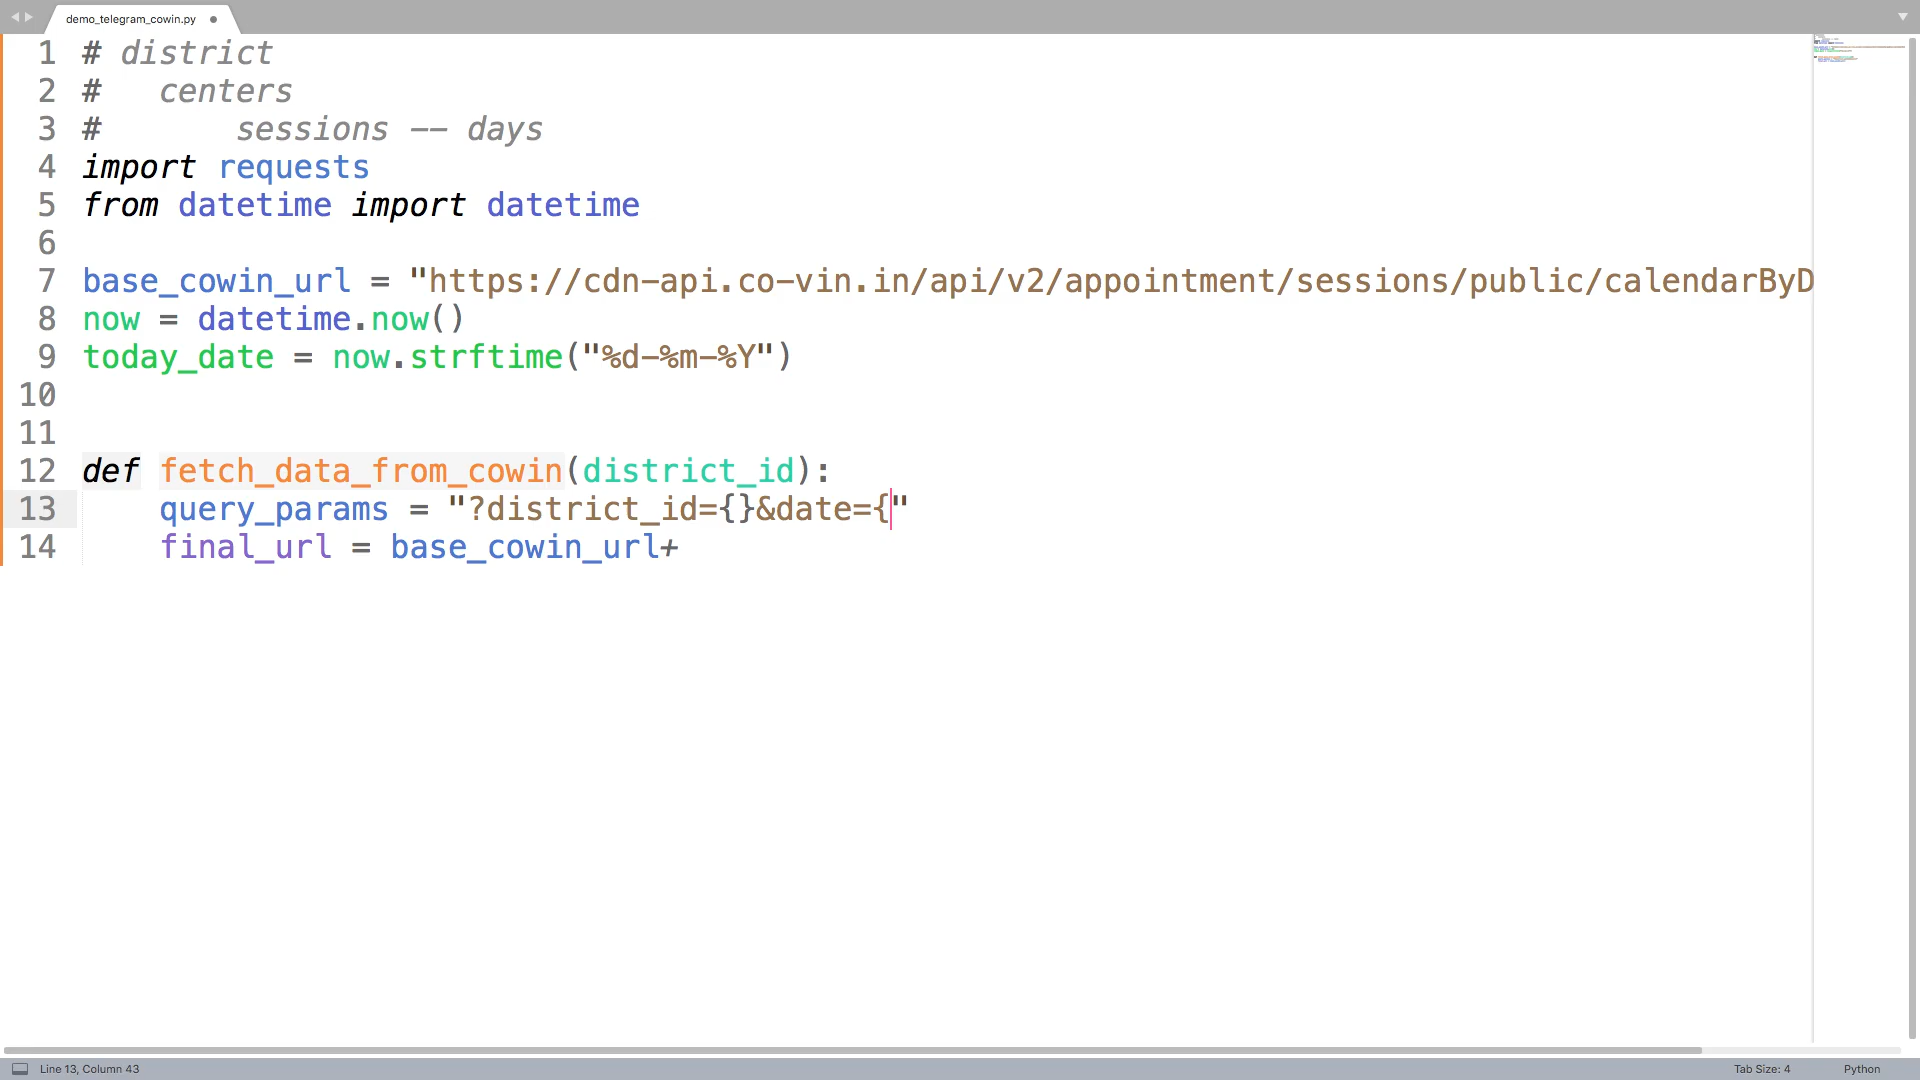 demo_telegram_cowin.py
1 # district
2 #   centers
3 #       sessions -- days
4 import requests
5 from datetime import datetime
6
7 base_cowin_url = "https://cdn-api.co-vin.in/api/v2/appointment/sessions/public/calendarByD
8 now = datetime.now()
9 today_date = now.strftime("%d-%m-%Y")
10
11
12 def fetch_data_from_cowin(district_id):
13     query_params = "?district_id={}&date={"
14     final_url = base_cowin_url+
Line 13, Column 43
Tab Size: 4
Python